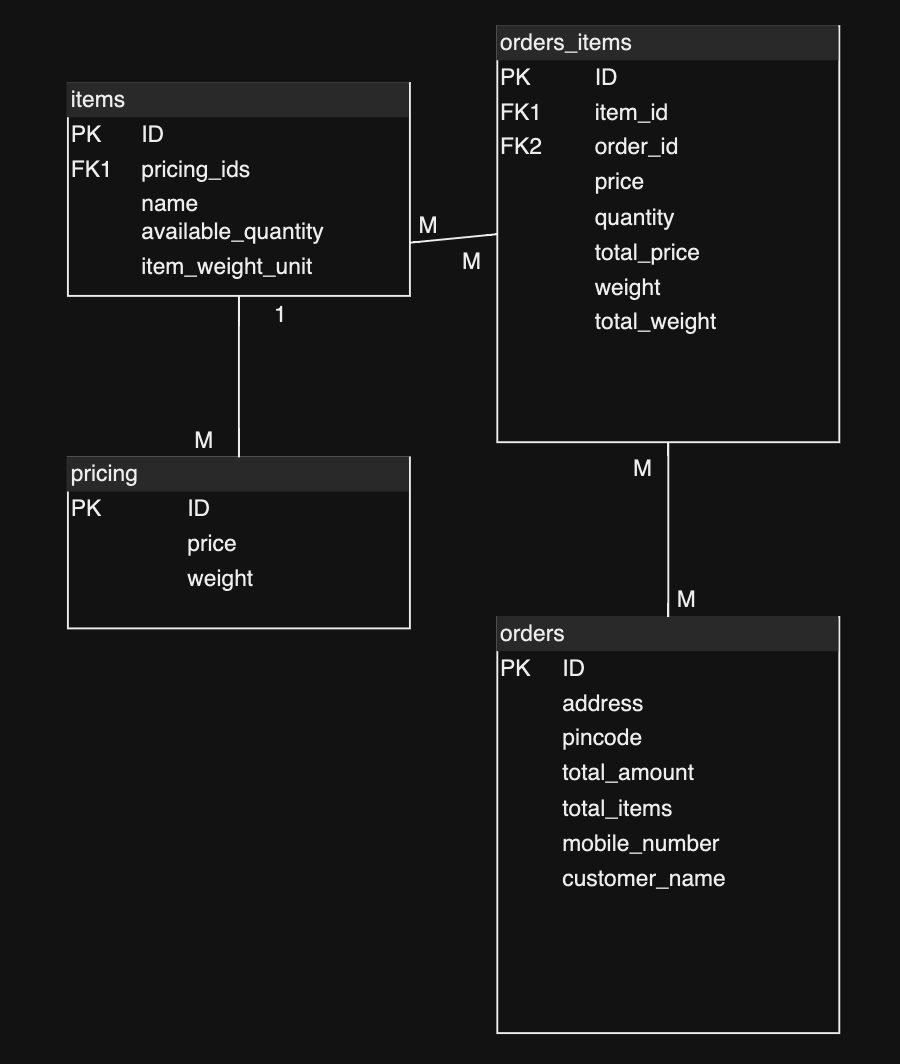 items
PK ID
FK1 pricing_ids
name
available_quantity
item_weight_unit
1
M
pricing
PK ID
price
weight
M
M
orders_items
PK ID
FK1 item_id
FK2 order_id
price
quantity
total_price
weight
total_weight
M
M
orders
PK ID
address
pincode
total_amount
total_items
mobile_number
customer_name